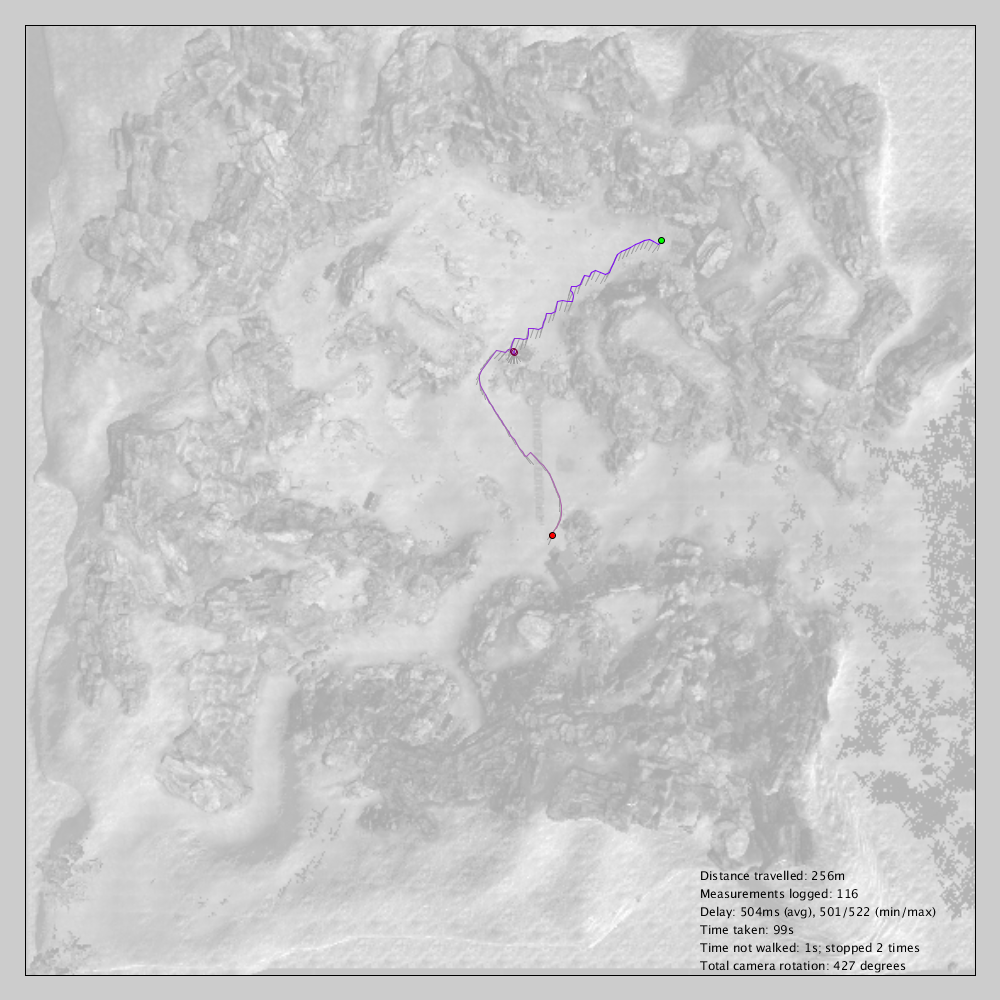 Distance travelled: 256m
Measurements logged: 116
Delay: 504ms (avg), 501/522 (min/max)
Time taken: 99s
Time not walked: 1s; stopped 2 times
Total camera rotation: 427 degrees